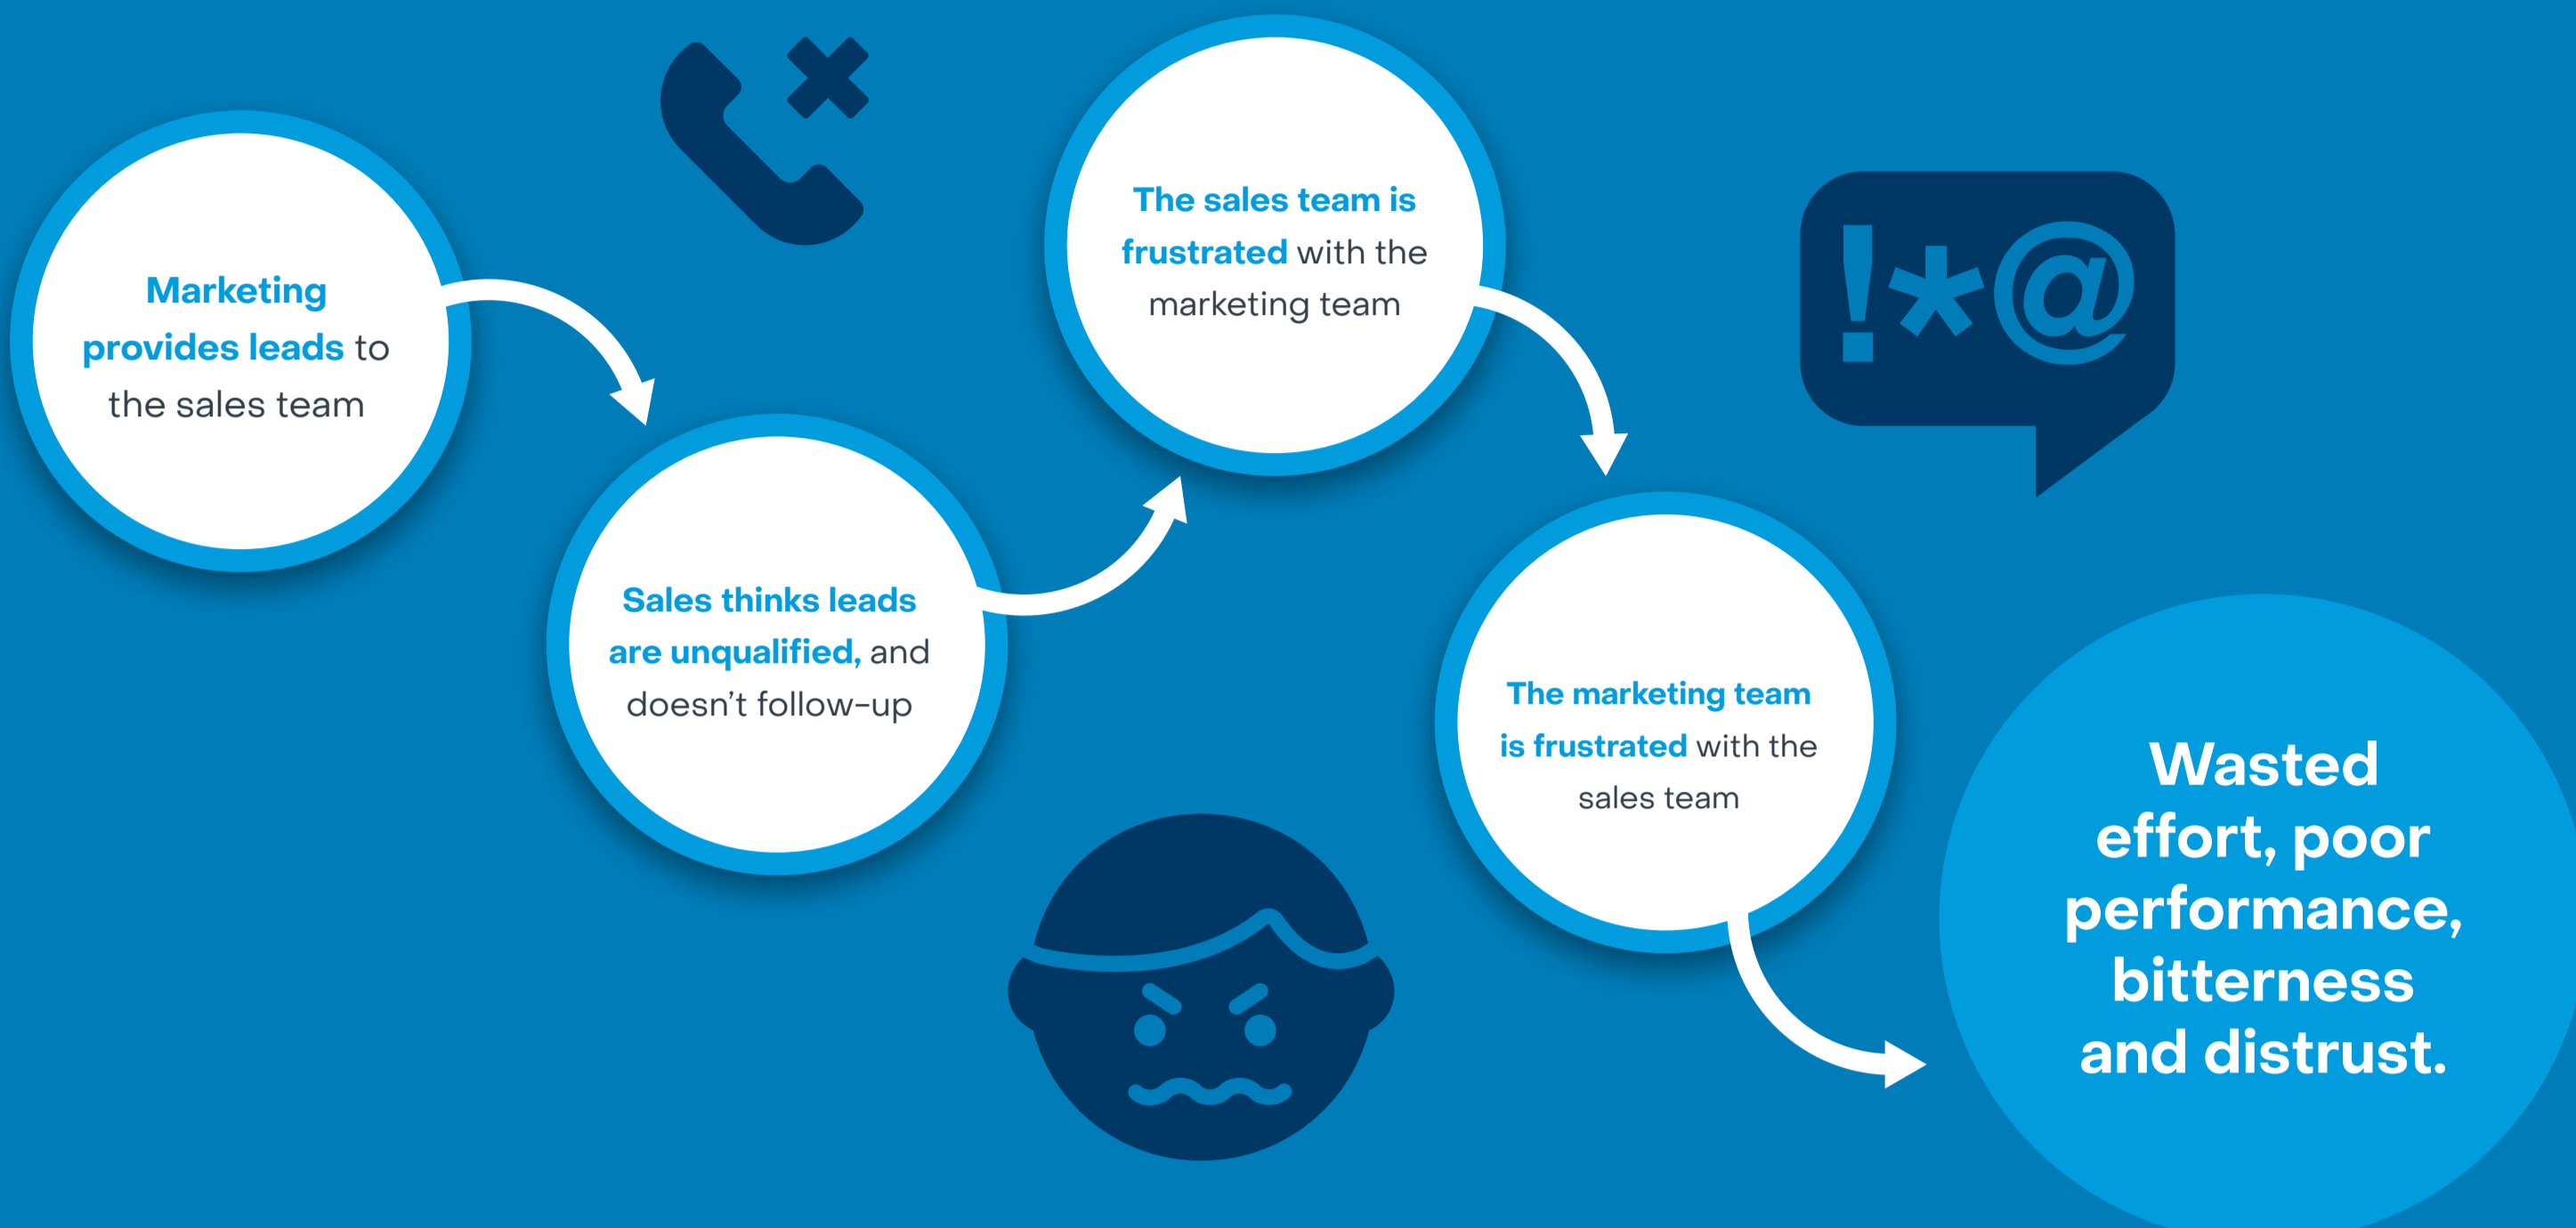 Marketing
provides leads to
the sales team
Sales thinks leads
are unqualified, and
doesn’t follow-up
The sales team is
frustrated with the
marketing team
!*@
The marketing team
is frustrated with the
sales team
Wasted
effort, poor
performance,
bitterness
and distrust.